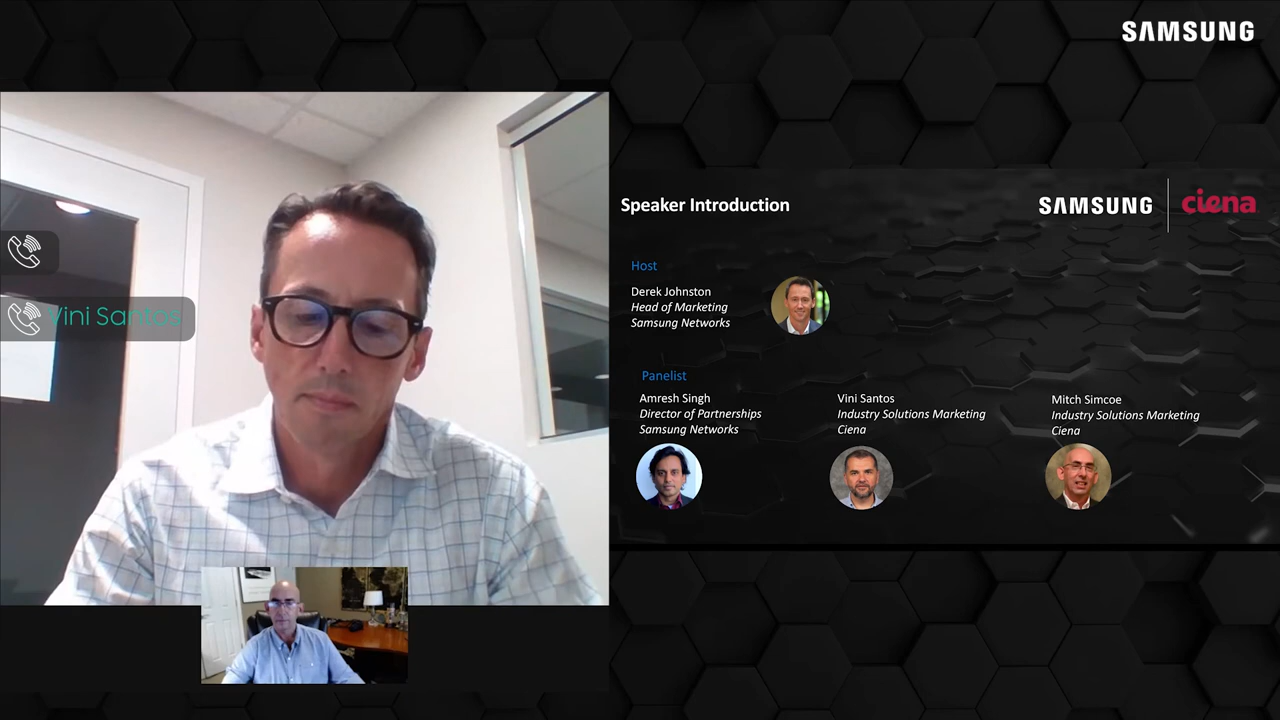 SAMSUNG
Vini Santos
Speaker Introduction
SAMSUNG
ciena
Host
Derek Johnston
Head of Marketing
Samsung Networks
Panelist
Amresh Singh
Director of Partnerships
Samsung Networks
Vini Santos
Industry Solutions Marketing
Ciena
Mitch Simcoe
Industry Solutions Marketing
Ciena